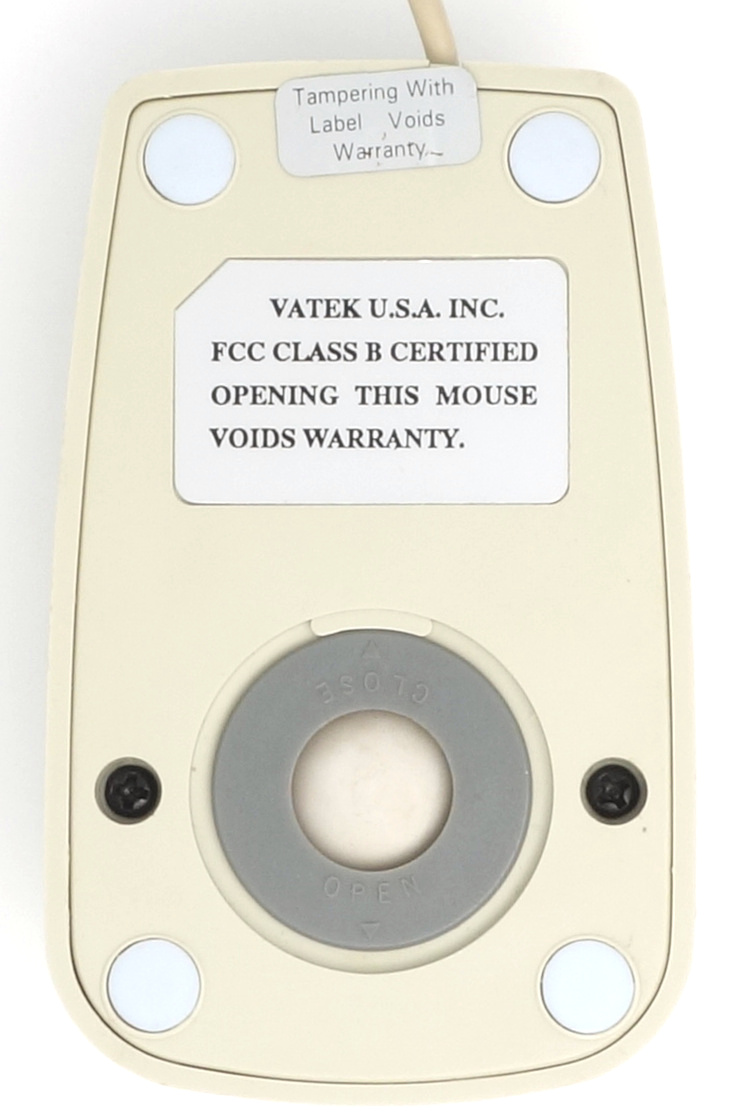 Tampering With
Label Voids
Warranty
VATEK U.S.A. INC.
FCC CLASS B CERTIFIED
OPENING THIS MOUSE
VOIDS WARRANTY.
CLOSE
OPEN